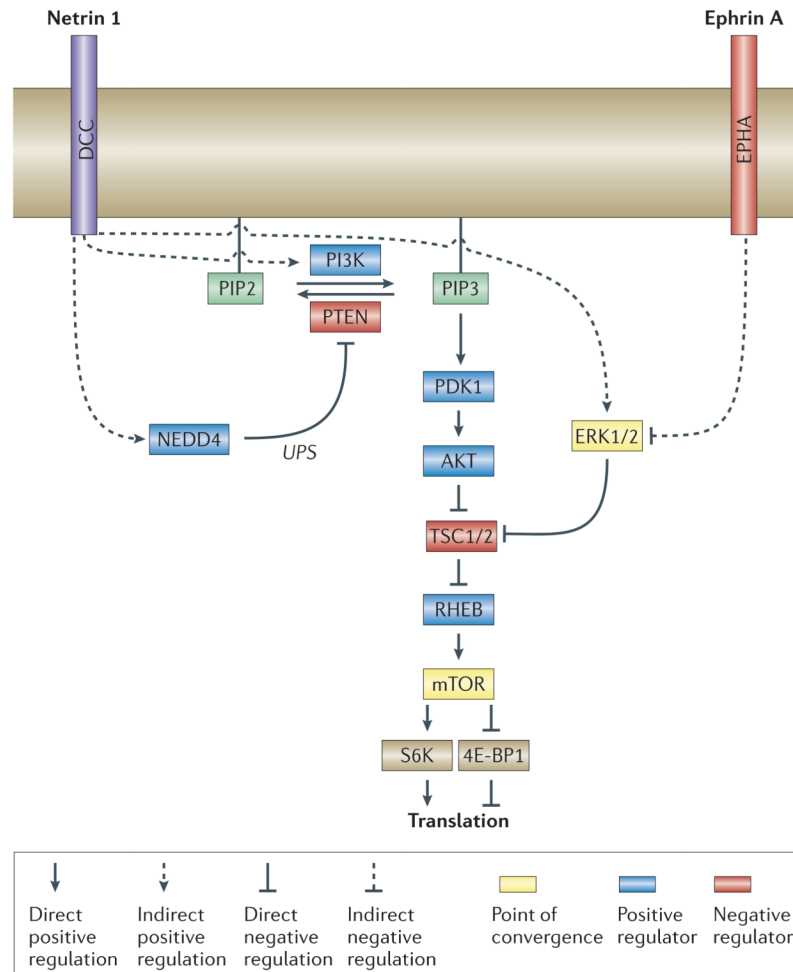 Netrin 1
Ephrin A
DCC
EPHA
PI3K
PIP2
PIP3
PTEN
PDK1
NEDD4
ERK1/2
UPS
AKT
TSC1/2
RHEB
mTOR
S6K
4E-BP1
Translation
Direct
positive
regulation
Indirect
positive
regulation
Direct
negative
regulation
Indirect
negative
regulation
Point of
convergence
Positive
regulator
Negative
regulator